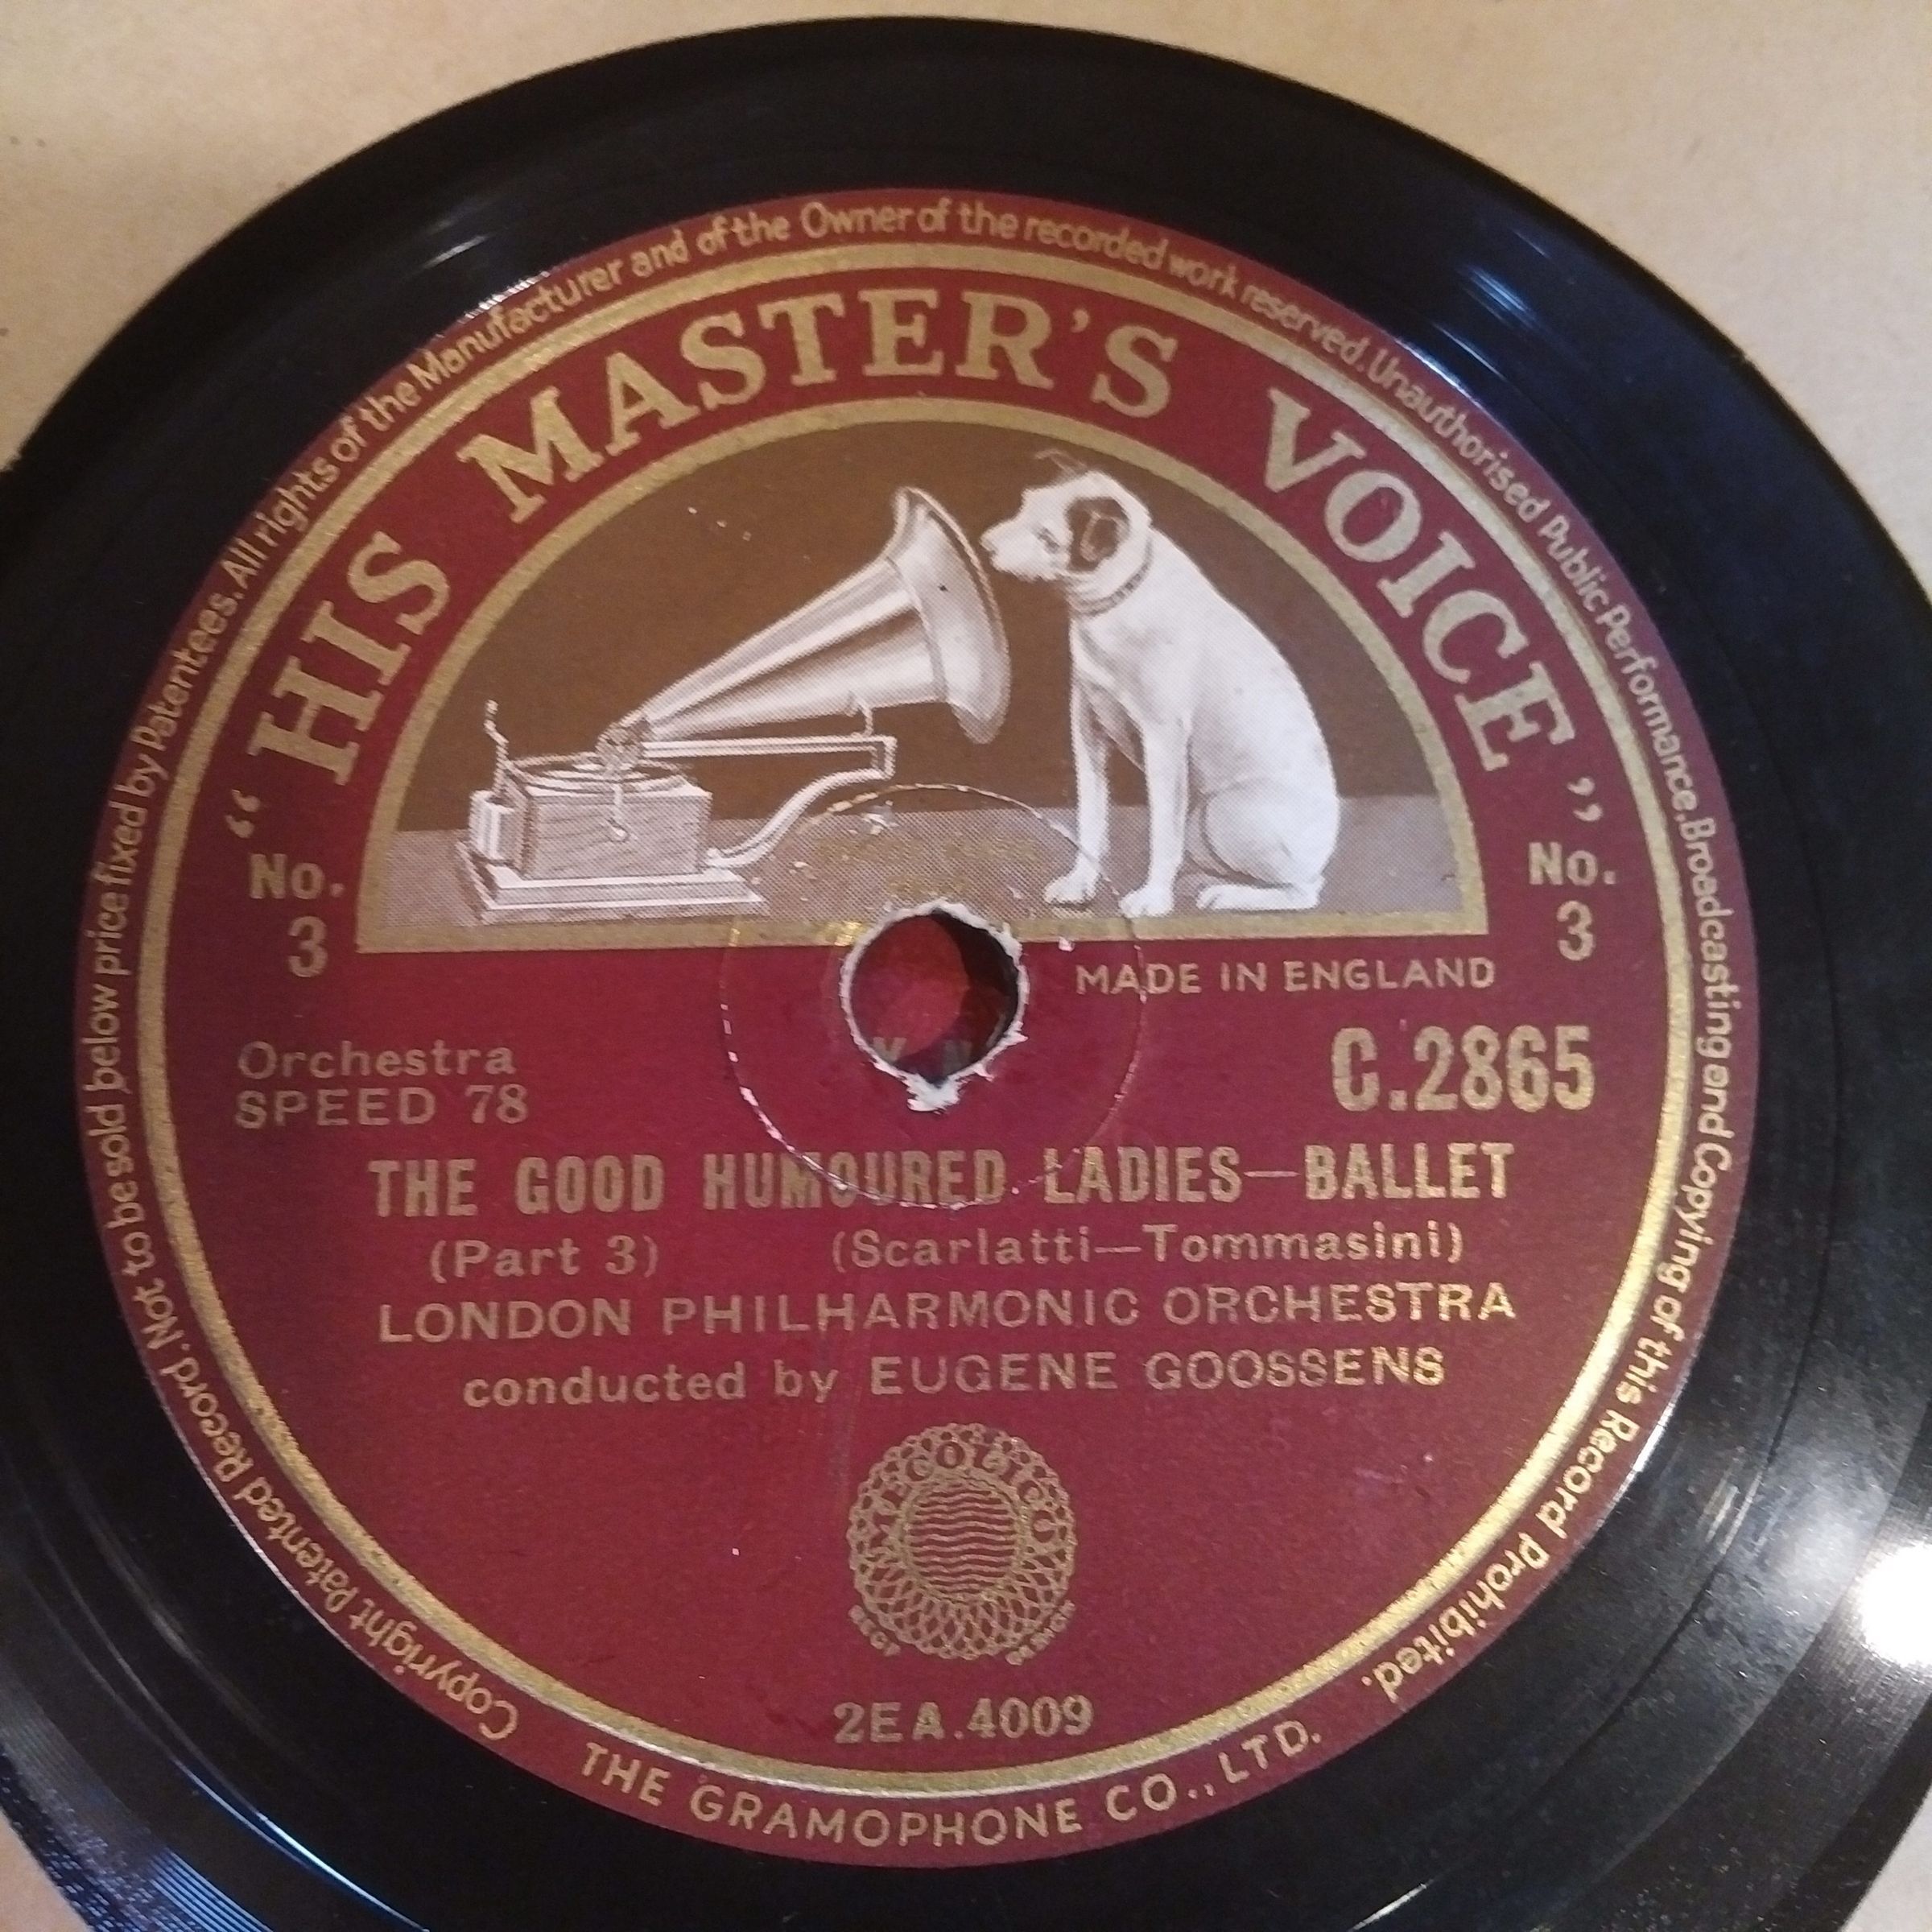 Copyright Patented Record. Not to be sold below price fixed by Patentees. All rights of the Manufacturer and of the Owner of the recorded work reserved. Unauthorised Public Performance, Broadcasting and Copying of this Record Prohibited.
"HIS MASTER'S VOICE"
No. 3
No. 3
MADE IN ENGLAND
Orchestra
SPEED 78
C.2865
THE GOOD HUMOURED LADIES—BALLET
(Part 3) (Scarlatti—Tommasini)
LONDON PHILHARMONIC ORCHESTRA
conducted by EUGENE GOOSSENS
MECOLICO
REGD DESIGN
2EA.4009
THE GRAMOPHONE CO., LTD.